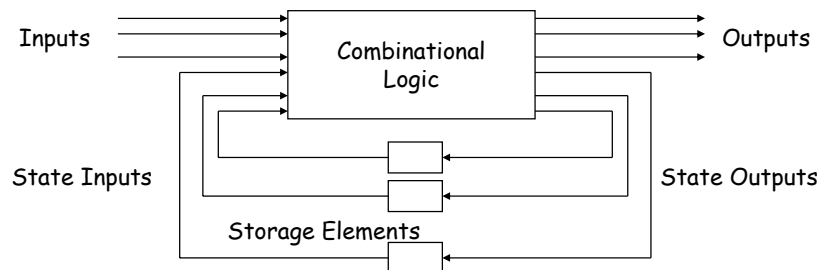 Inputs
Combinational
Logic
Outputs
State Inputs
State Outputs
Storage Elements